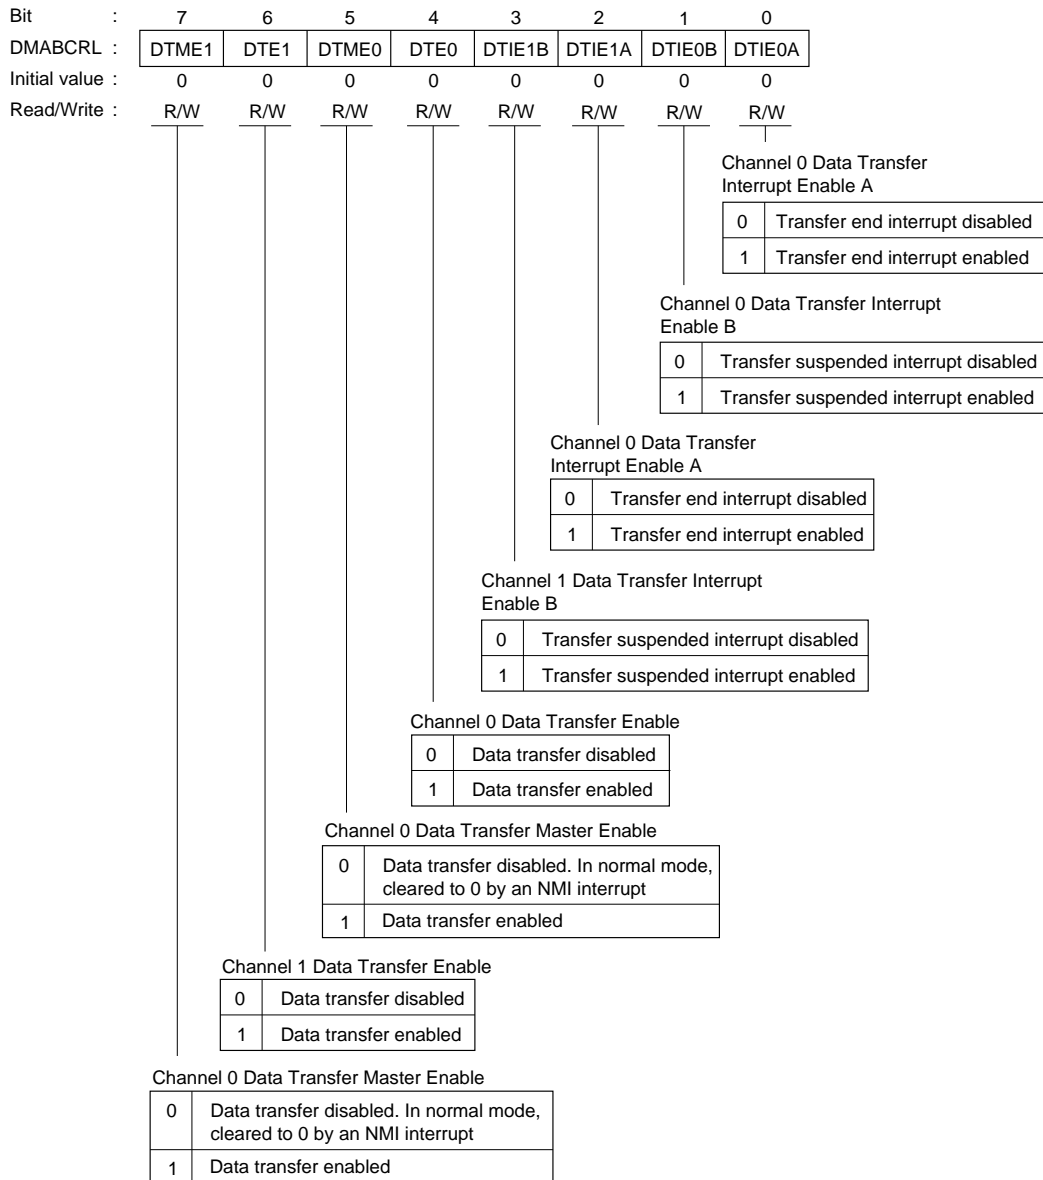 Bit : 7 6 5 4 3 2 1 0
DMABCRL : DTME1 DTE1 DTME0 DTE0 DTIE1B DTIE1A DTIE0B DTIE0A
Initial value : 0 0 0 0 0 0 0 0
Read/Write : R/W R/W R/W R/W R/W R/W R/W R/W
Channel 0 Data Transfer
Interrupt Enable A
0 Transfer end interrupt disabled
1 Transfer end interrupt enabled
Channel 0 Data Transfer Interrupt
Enable B
0 Transfer suspended interrupt disabled
1 Transfer suspended interrupt enabled
Channel 0 Data Transfer
Interrupt Enable A
0 Transfer end interrupt disabled
1 Transfer end interrupt enabled
Channel 1 Data Transfer Interrupt
Enable B
0 Transfer suspended interrupt disabled
1 Transfer suspended interrupt enabled
Channel 0 Data Transfer Enable
0 Data transfer disabled
1 Data transfer enabled
Channel 0 Data Transfer Master Enable
0 Data transfer disabled. In normal mode,
cleared to 0 by an NMI interrupt
1 Data transfer enabled
Channel 1 Data Transfer Enable
0 Data transfer disabled
1 Data transfer enabled
Channel 0 Data Transfer Master Enable
0 Data transfer disabled. In normal mode,
cleared to 0 by an NMI interrupt
1 Data transfer enabled